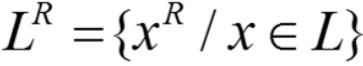 L^R = {x^R / x ∈ L}